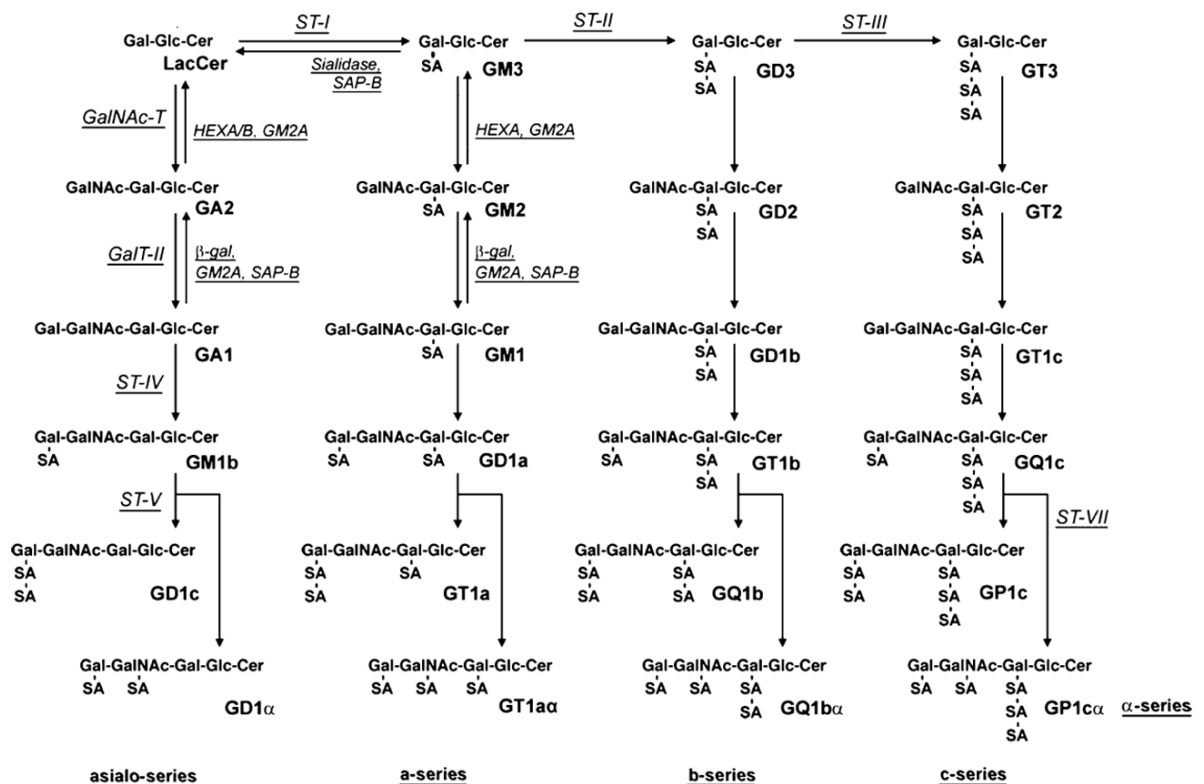 ST-I
ST-II
ST-III
Gal-Glc-Cer
LacCer
Sialidase,
SAP-B
Gal-Glc-Cer
SA
GM3
Gal-Glc-Cer
SA
SA
GD3
Gal-Glc-Cer
SA
SA
SA
GT3
GalNAc-T
HEXA/B, GM2A
HEXA, GM2A
GalNAc-Gal-Glc-Cer
GA2
GalNAc-Gal-Glc-Cer
SA
GM2
GalNAc-Gal-Glc-Cer
SA
SA
GD2
GalNAc-Gal-Glc-Cer
SA
SA
SA
GT2
GalT-II
β-gal,
GM2A, SAP-B
β-gal,
GM2A, SAP-B
Gal-GalNAc-Gal-Glc-Cer
GA1
Gal-GalNAc-Gal-Glc-Cer
SA
GM1
Gal-GalNAc-Gal-Glc-Cer
SA
SA
GD1b
Gal-GalNAc-Gal-Glc-Cer
SA
SA
SA
GT1c
ST-IV
Gal-GalNAc-Gal-Glc-Cer
SA
GM1b
Gal-GalNAc-Gal-Glc-Cer
SA SA
GD1a
Gal-GalNAc-Gal-Glc-Cer
SA SA
SA
GT1b
Gal-GalNAc-Gal-Glc-Cer
SA SA
SA
SA
GQ1c
ST-V
ST-VII
Gal-GalNAc-Gal-Glc-Cer
SA
SA
GD1c
Gal-GalNAc-Gal-Glc-Cer
SA SA
SA
GT1a
Gal-GalNAc-Gal-Glc-Cer
SA SA
SA SA
GQ1b
Gal-GalNAc-Gal-Glc-Cer
SA SA
SA SA
SA
GP1c
Gal-GalNAc-Gal-Glc-Cer
SA SA
GD1α
Gal-GalNAc-Gal-Glc-Cer
SA SA SA
GT1aα
Gal-GalNAc-Gal-Glc-Cer
SA SA SA
SA
GQ1bα
Gal-GalNAc-Gal-Glc-Cer
SA SA SA
SA
SA
GP1cα
α-series
asialo-series
a-series
b-series
c-series